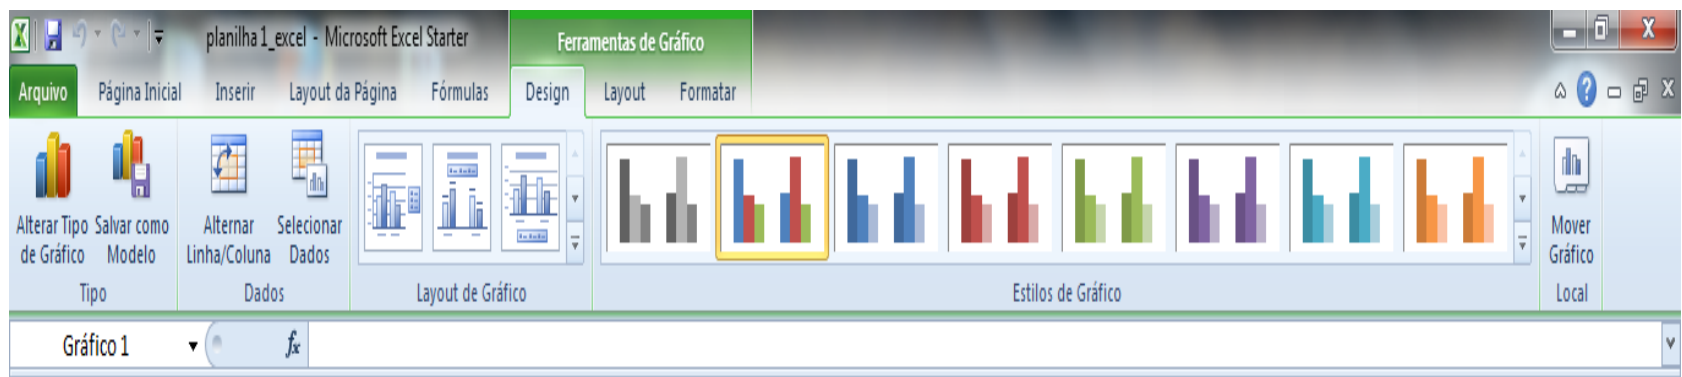 planilha1_excel - Microsoft Excel Starter
Ferramentas de Gráfico
Arquivo Página Inicial Inserir Layout da Página Fórmulas Design Layout Formatar
Alterar Tipo de Gráfico
Salvar como Modelo
Alternar Linha/Coluna
Selecionar Dados
Mover Gráfico
Tipo Dados Layout de Gráfico Estilos de Gráfico Local
Gráfico 1 fx